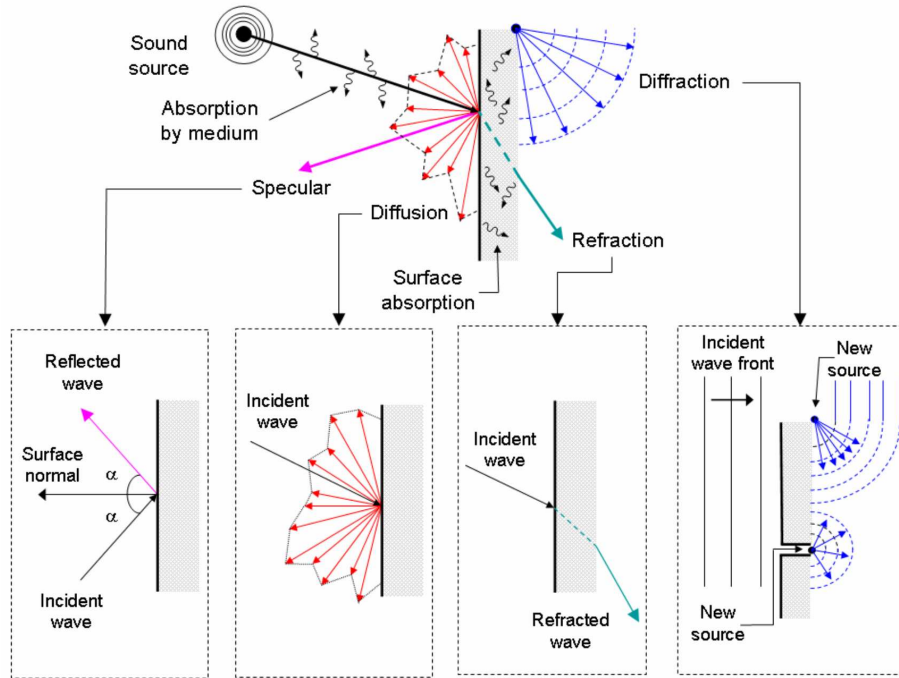 Sound
source
Absorption
by medium
Diffraction
Specular
Diffusion
Refraction
Surface
absorption
Reflected
wave
Surface
normal
α
α
Incident
wave
Incident
wave
Incident
wave
Refracted
wave
Incident
wave front
New
source
New
source